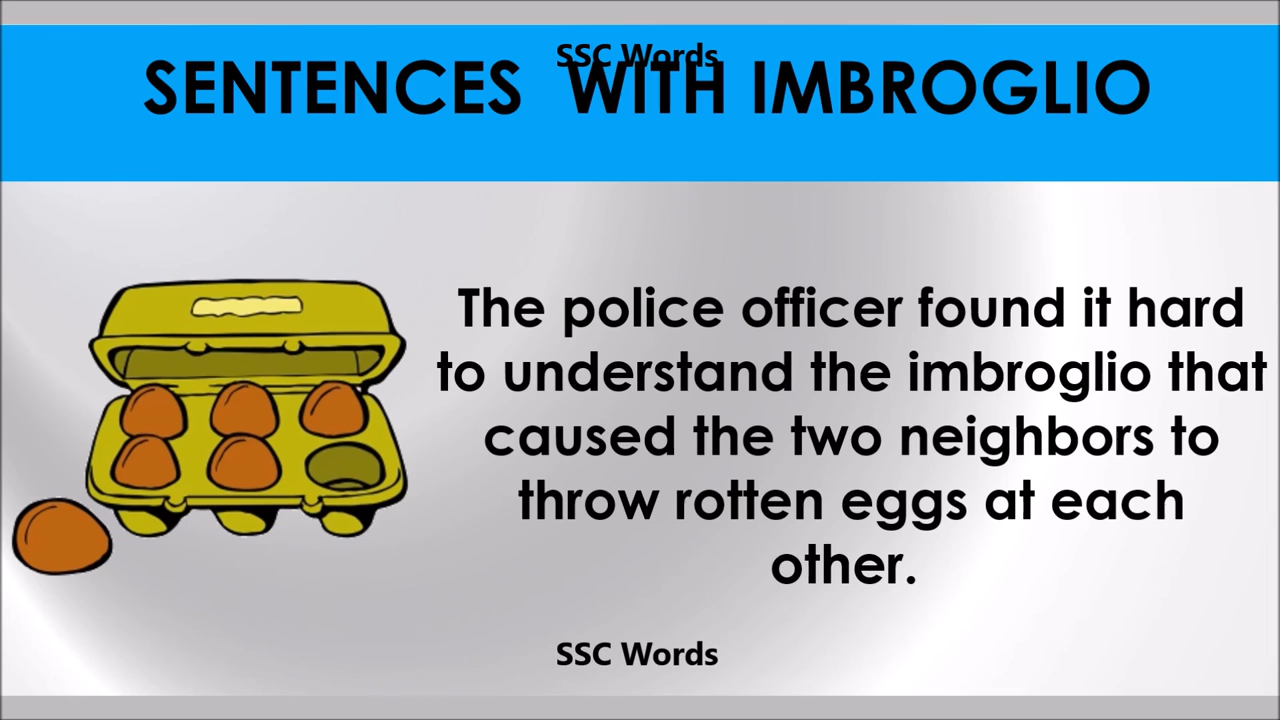 SSC Words
SENTENCES WITH IMBROGLIO
The police officer found it hard
to understand the imbroglio that
caused the two neighbors to
throw rotten eggs at each
other.
SSC Words